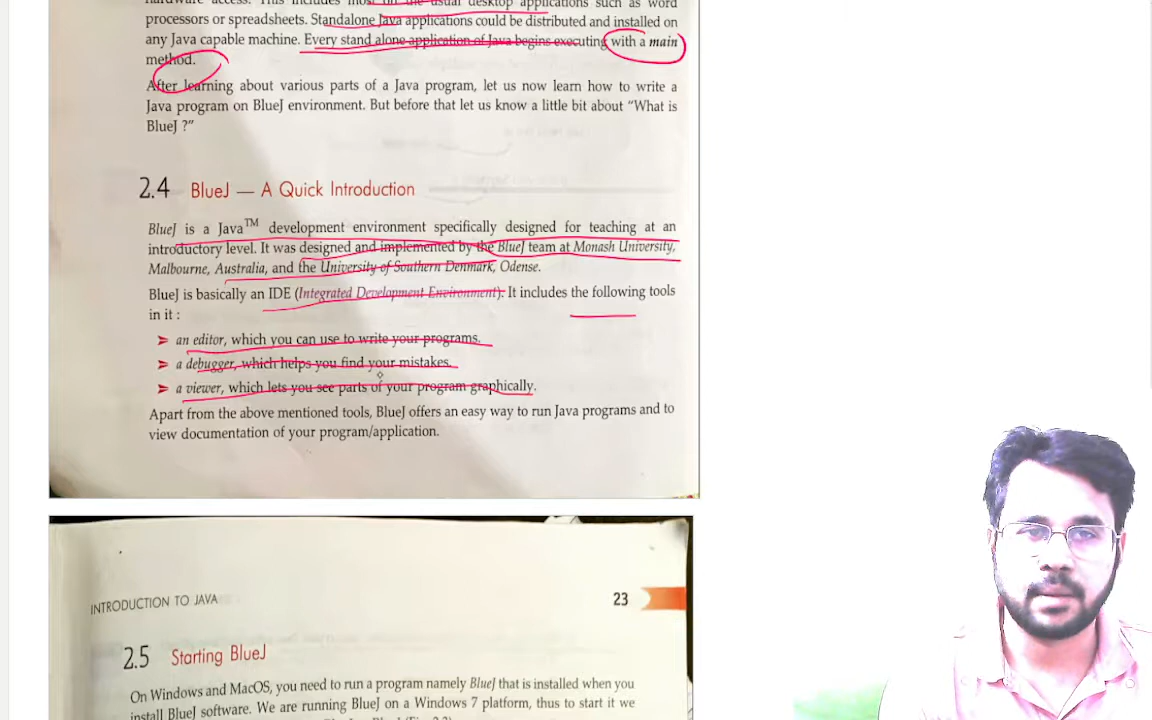 hardware access. This includes most of the usual desktop applications such as word
processors or spreadsheets. Standalone Java applications could be distributed and installed on
any Java capable machine. Every stand alone application of Java begins executing with a main
method.
After learning about various parts of a Java program, let us now learn how to write a
Java program on BlueJ environment. But before that let us know a little bit about “What is
BlueJ ?”
2.4 BlueJ — A Quick Introduction
BlueJ is a Java™ development environment specifically designed for teaching at an
introductory level. It was designed and implemented by the BlueJ team at Monash University,
Malbourne, Australia, and the University of Southern Denmark, Odense.
BlueJ is basically an IDE (Integrated Development Environment). It includes the following tools
in it :
➢ an editor, which you can use to write your programs.
➢ a debugger, which helps you find your mistakes.
➢ a viewer, which lets you see parts of your program graphically.
Apart from the above mentioned tools, BlueJ offers an easy way to run Java programs and to
view documentation of your program/application.
INTRODUCTION TO JAVA 23
2.5 Starting BlueJ
On Windows and MacOS, you need to run a program namely BlueJ that is installed when you
install BlueJ software. We are running BlueJ on a Windows 7 platform, thus to start it we